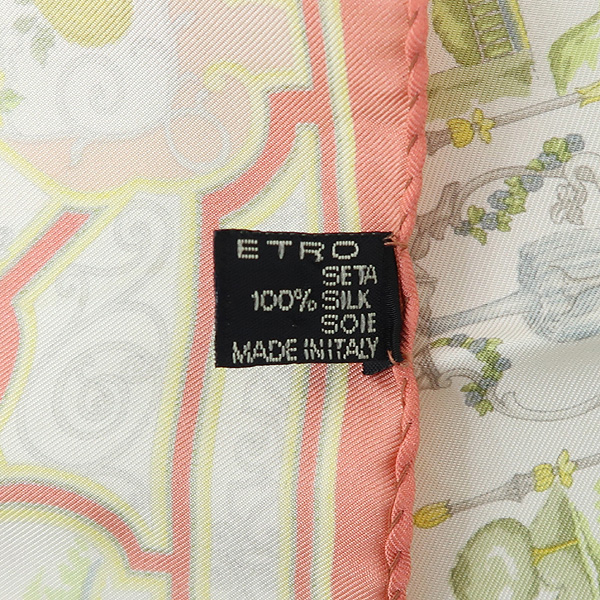 ETRO
SETA
100% SILK
SOIE
MADE IN ITALY